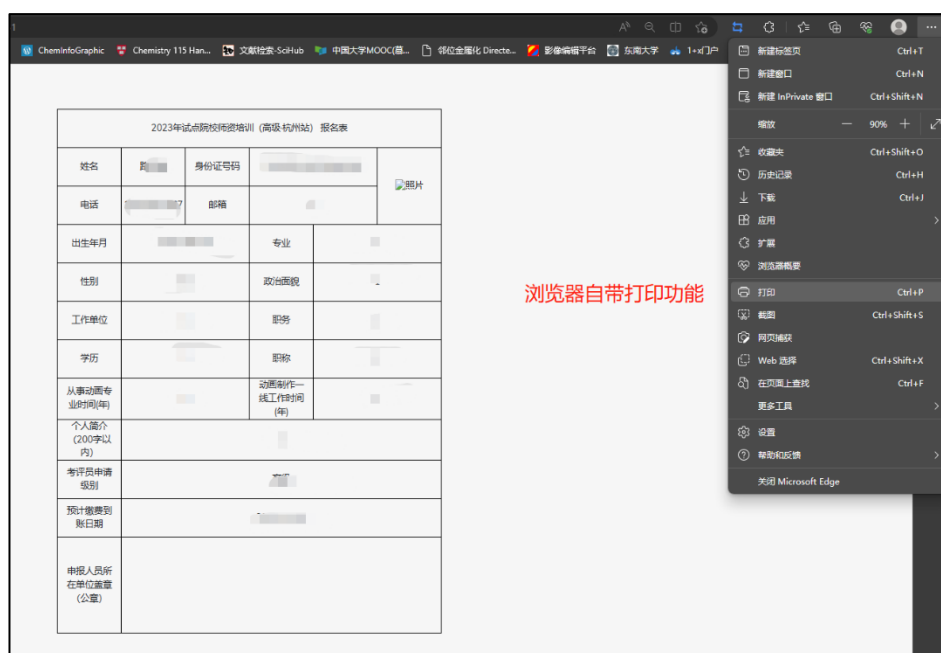 1
ChemInfoGraphic Chemistry 115 Han... 文献检索-SciHub 中国大学MOOC(慕... 邻位金属化 Directe... 影像编辑平台 东南大学 1+x门户
2023年试点院校师资培训（高级-杭州站）报名表
姓名 身份证号码 照片
电话 7 邮箱
出生年月 专业
性别 政治面貌
工作单位 职务
学历 职称
从事动画专
业时间(年)
动画制作一
线工作时间
(年)
个人简介
(200字以
内)
考评员申请
级别
预计缴费到
账日期
申报人员所
在单位盖章
(公章)
浏览器自带打印功能
新建标签页 Ctrl+T
新建窗口 Ctrl+N
新建 InPrivate 窗口 Ctrl+Shift+N
缩放 — 90% +
收藏夹 Ctrl+Shift+O
历史记录 Ctrl+H
下载 Ctrl+J
应用
扩展
浏览器概要
打印 Ctrl+P
截图 Ctrl+Shift+S
网页捕获
Web 选择 Ctrl+Shift+X
在页面上查找 Ctrl+F
更多工具
设置
帮助和反馈
关闭 Microsoft Edge